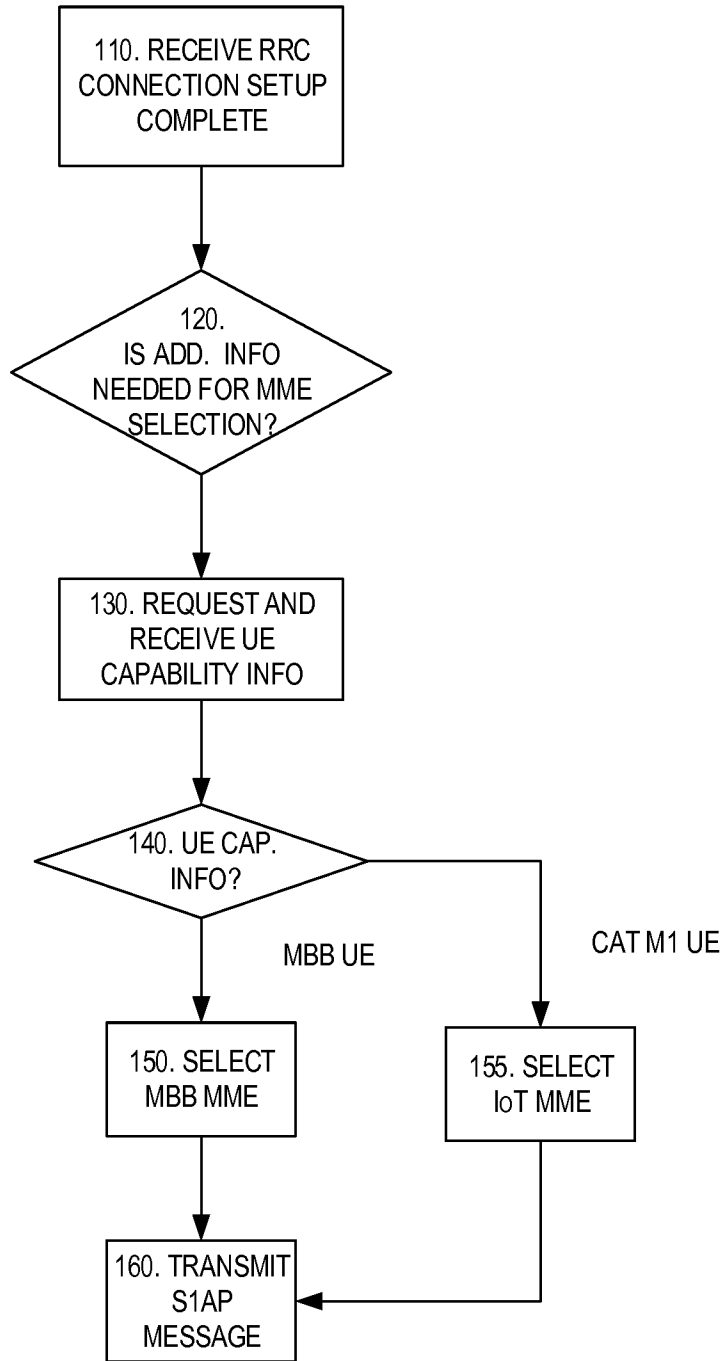 110. RECEIVE RRC
CONNECTION SETUP
COMPLETE
120.
IS ADD. INFO
NEEDED FOR MME
SELECTION?
130. REQUEST AND
RECEIVE UE
CAPABILITY INFO
140. UE CAP.
INFO?
MBB UE
CAT M1 UE
150. SELECT
MBB MME
155. SELECT
IoT MME
160. TRANSMIT
S1AP
MESSAGE